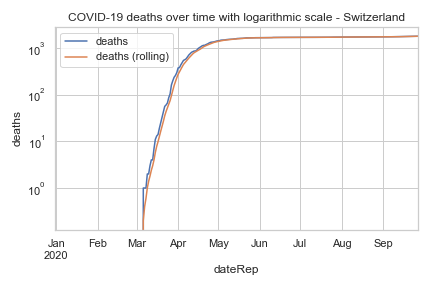 COVID-19 deaths over time with logarithmic scale - Switzerland
deaths
deaths (rolling)
10³
10²
10¹
10⁰
deaths
Jan Feb Mar Apr May Jun Jul Aug Sep
2020
dateRep